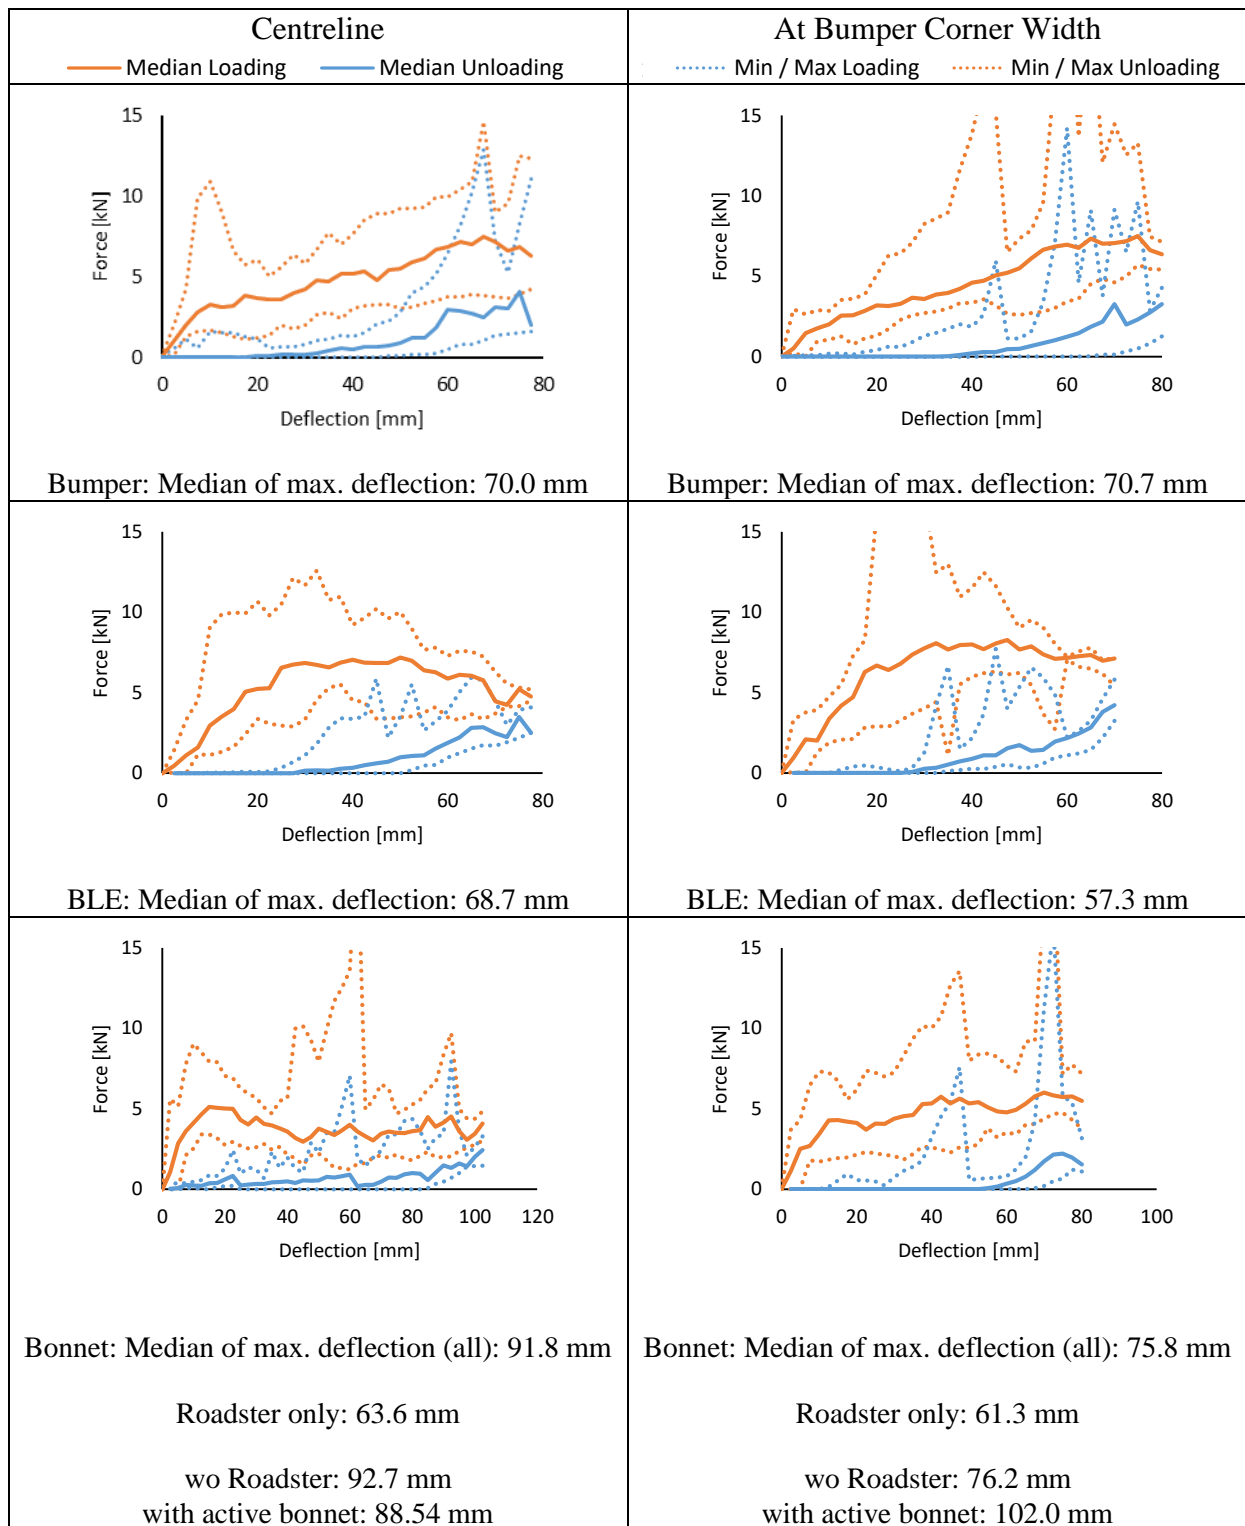 Centreline
At Bumper Corner Width
Median Loading Median Unloading
Min / Max Loading Min / Max Unloading
15
10
5
0
Force [kN]
0 20 40 60 80
Deflection [mm]
Bumper: Median of max. deflection: 70.0 mm
15
10
5
0
Force [kN]
0 20 40 60 80
Deflection [mm]
Bumper: Median of max. deflection: 70.7 mm
15
10
5
0
Force [kN]
0 20 40 60 80
Deflection [mm]
BLE: Median of max. deflection: 68.7 mm
15
10
5
0
Force [kN]
0 20 40 60 80
Deflection [mm]
BLE: Median of max. deflection: 57.3 mm
15
10
5
0
Force [kN]
0 20 40 60 80 100 120
Deflection [mm]
Bonnet: Median of max. deflection (all): 91.8 mm
Roadster only: 63.6 mm
wo Roadster: 92.7 mm
with active bonnet: 88.54 mm
15
10
5
0
Force [kN]
0 20 40 60 80 100
Deflection [mm]
Bonnet: Median of max. deflection (all): 75.8 mm
Roadster only: 61.3 mm
wo Roadster: 76.2 mm
with active bonnet: 102.0 mm